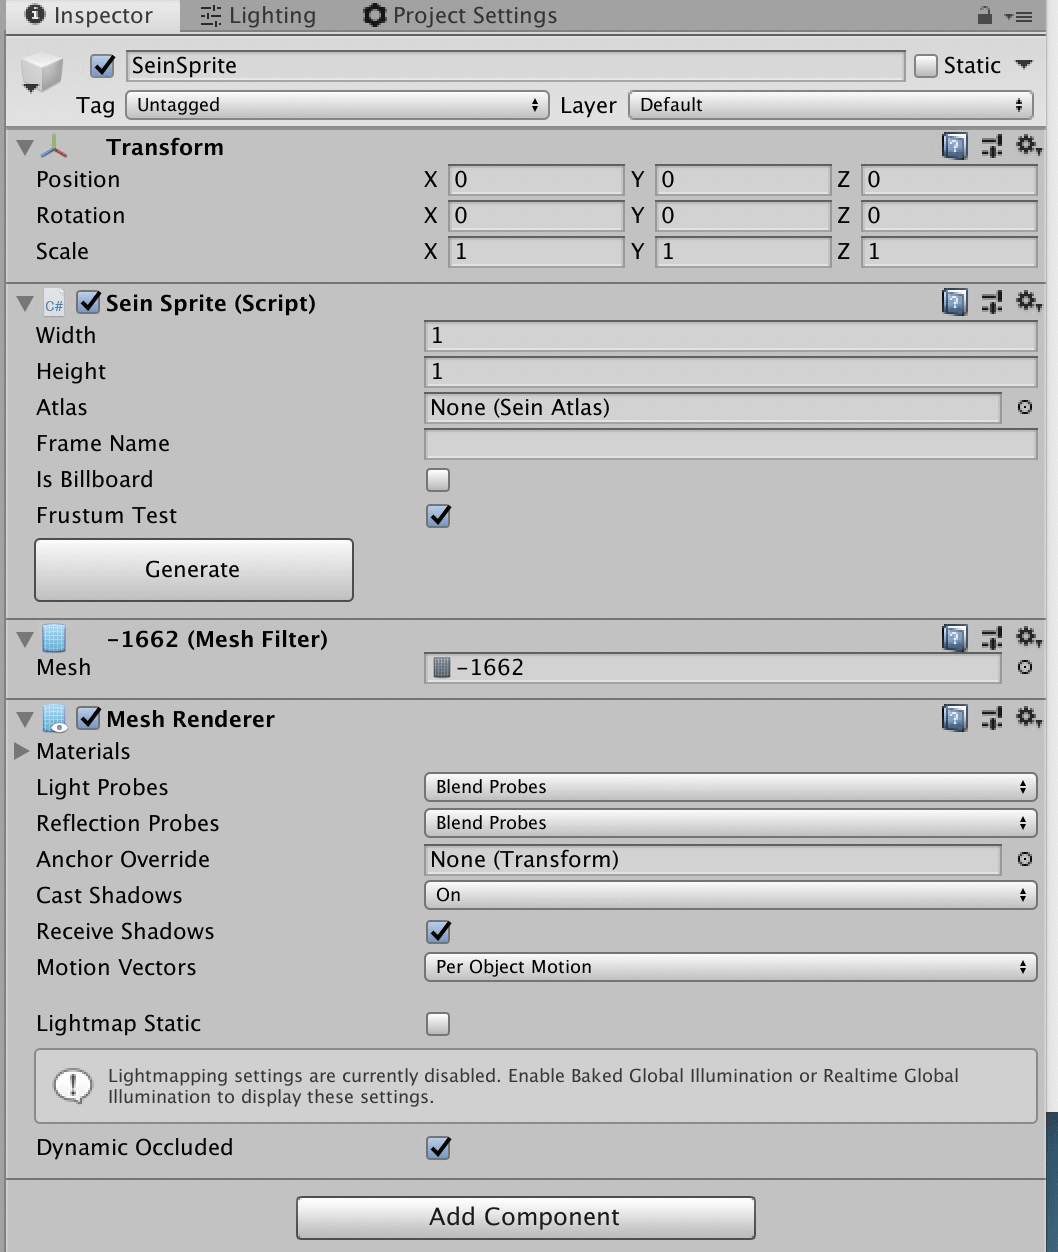 Inspector Lighting Project Settings
SeinSprite Static
Tag Untagged Layer Default
Transform
Position X 0 Y 0 Z 0
Rotation X 0 Y 0 Z 0
Scale X 1 Y 1 Z 1
C# Sein Sprite (Script)
Width 1
Height 1
Atlas None (Sein Atlas)
Frame Name
Is Billboard
Frustum Test
Generate
-1662 (Mesh Filter)
Mesh -1662
Mesh Renderer
Materials
Light Probes Blend Probes
Reflection Probes Blend Probes
Anchor Override None (Transform)
Cast Shadows On
Receive Shadows
Motion Vectors Per Object Motion
Lightmap Static
Lightmapping settings are currently disabled. Enable Baked Global Illumination or Realtime Global
Illumination to display these settings.
Dynamic Occluded
Add Component